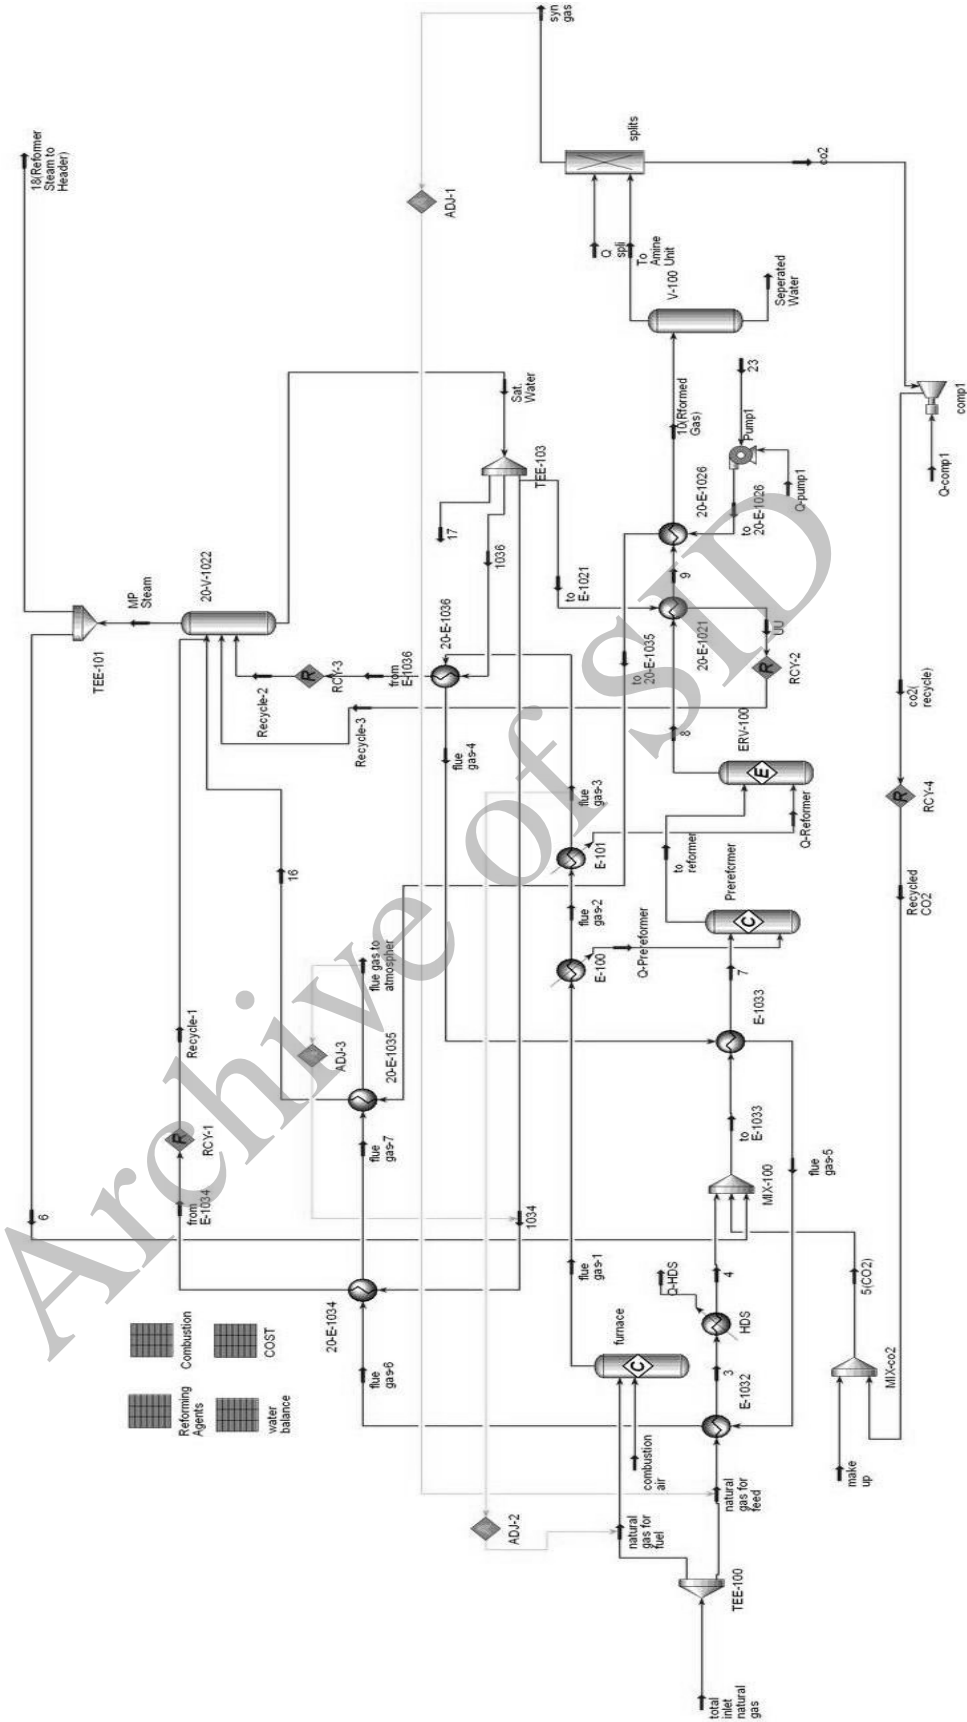 syn
gas
18(Reformer
Steam to
Header)
splits
co2
ADJ-1
Q
spli
To
Amine
Unit
V-100
Seperated
Water
TEE-101
MP
Steam
20-V-1022
Sat.
Water
TEE-103
17
1036
10(Rformed
Gas)
23
Pump1
comp1
Q-comp1
20-E-1026
to
20-E-1026
Q-pump1
Recycle-2
RCY-3
from
E-1036
20-E-1036
to
E-1021
9
Recycle-3
flue
gas-4
to
20-E-1035
20-E-1021
UU
RCY-2
co2(
recycle)
16
flue
gas-3
8
ERV-100
E
RCY-4
E-101
to
reformer
Q-Reformer
flue
gas-2
Prereformer
C
Recycled
CO2
flue gas to
atmospher
E-100
Q-Prereformer
7
Recycle-1
ADJ-3
20-E-1035
E-1033
RCY-1
flue
gas-7
to
E-1033
from
E-1034
6
1034
MIX-100
flue
gas-5
20-E-1034
flue
gas-1
4
Q-HDS
HDS
5(CO2)
Combustion
COST
flue
gas-6
furnace
C
3
E-1032
MIX-co2
Reforming
Agents
water
balance
combustion
air
make
up
ADJ-2
natural
gas for
fuel
natural
gas for
feed
TEE-100
total
inlet
natural
gas
R
R
R
R
Archive of SID